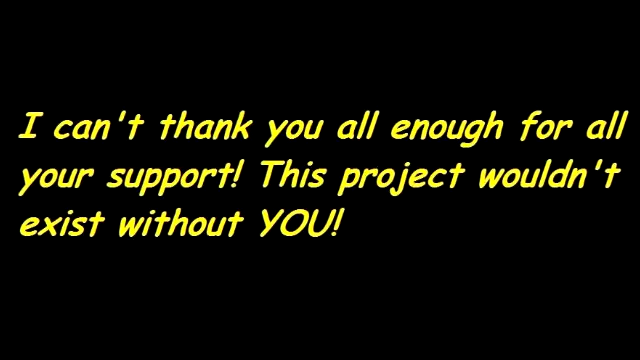 I can't thank you all enough for all
your support! This project wouldn't
exist without YOU!